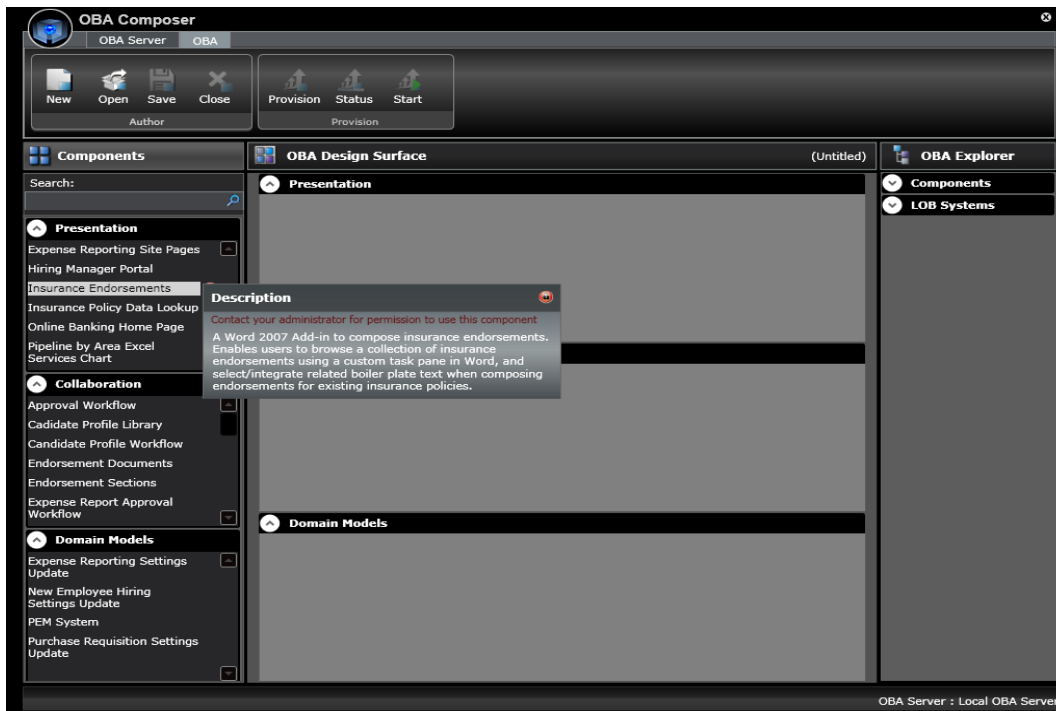 OBA Composer
OBA Server OBA
New Open Save Close
Author
Provision Status Start
Provision
Components
Search:
Presentation
Expense Reporting Site Pages
Hiring Manager Portal
Insurance Endorsements
Insurance Policy Data Lookup
Online Banking Home Page
Pipeline by Area Excel
Services Chart
Collaboration
Approval Workflow
Cadidate Profile Library
Candidate Profile Workflow
Endorsement Documents
Endorsement Sections
Expense Report Approval
Workflow
Domain Models
Expense Reporting Settings
Update
New Employee Hiring
Settings Update
PEM System
Purchase Requisition Settings
Update
OBA Design Surface (Untitled)
Presentation
Description
Contact your administrator for permission to use this component
A Word 2007 Add-in to compose insurance endorsements.
Enables users to browse a collection of insurance
endorsements using a custom task pane in Word, and
select/integrate related boiler plate text when composing
endorsements for existing insurance policies.
Domain Models
OBA Explorer
Components
LOB Systems
OBA Server : Local OBA Serve